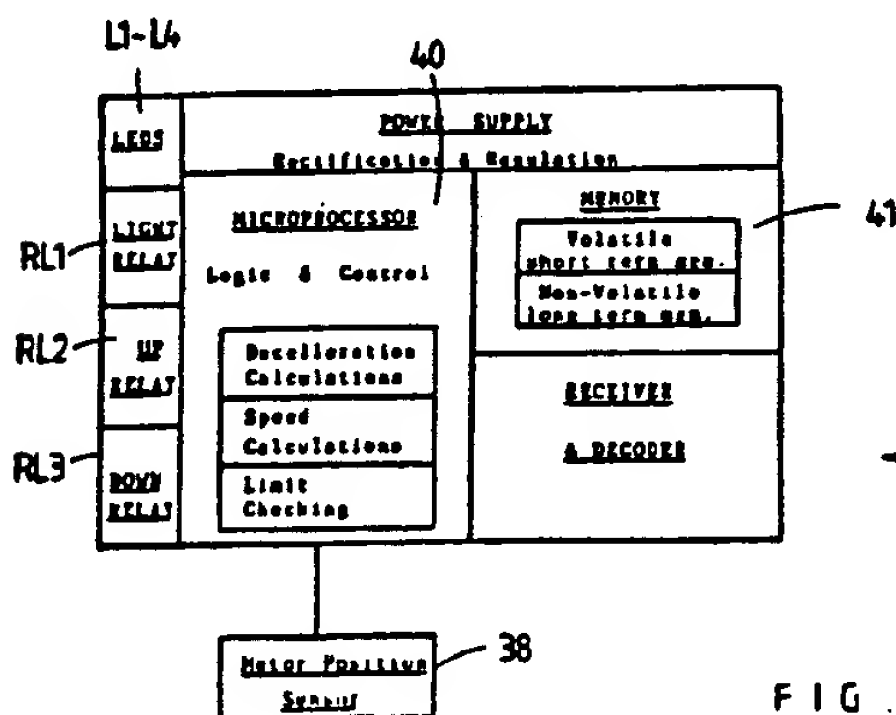 L1-L4
40
LEDS
POWER SUPPLY
Rectification & Regulation
RL1
LIGHT
RELAY
MICROPROCESSOR
Logic & Control
MEMORY
Volatile
short term mem.
Non-Volatile
long term mem.
41
RL2
UP
RELAY
Decelleration
Calculations
Speed
Calculations
Limit
Checking
RECEIVER
& DECODER
RL3
DOWN
RELAY
Motor Position
Sensor
38
FIG.